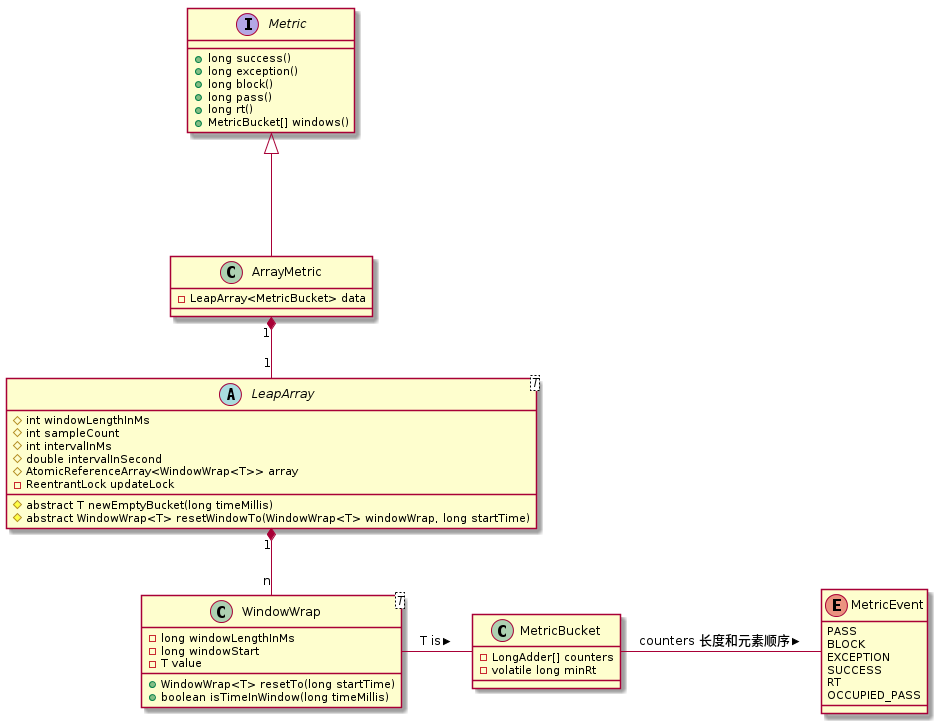 I Metric
long success()
long exception()
long block()
long pass()
long rt()
MetricBucket[] windows()
C ArrayMetric
LeapArray<MetricBucket> data
1
1
A LeapArray T
int windowLengthInMs
int sampleCount
int intervalInMs
double intervalInSecond
AtomicReferenceArray<WindowWrap<T>> array
ReentrantLock updateLock
abstract T newEmptyBucket(long timeMillis)
abstract WindowWrap<T> resetWindowTo(WindowWrap<T> windowWrap, long startTime)
1
n
C WindowWrap T
long windowLengthInMs
long windowStart
T value
WindowWrap<T> resetTo(long startTime)
boolean isTimeInWindow(long timeMillis)
T is
C MetricBucket
LongAdder[] counters
volatile long minRt
counters 长度和元素顺序
E MetricEvent
PASS
BLOCK
EXCEPTION
SUCCESS
RT
OCCUPIED_PASS